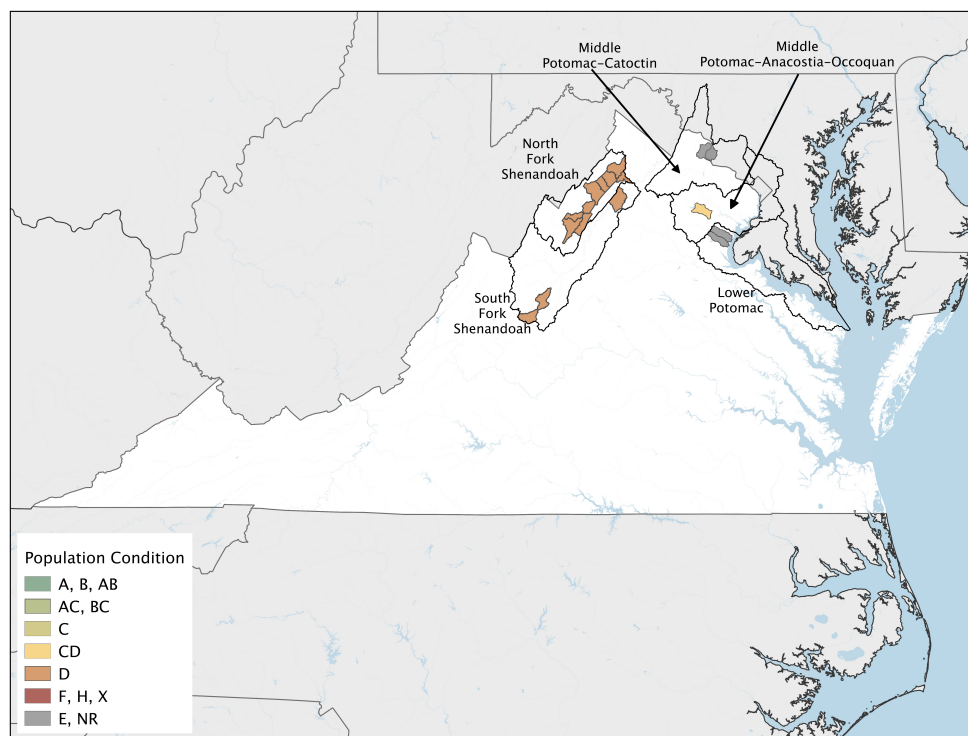 Middle
Potomac-Catoctin
Middle
Potomac-Anacostia-Occoquan
North
Fork
Shenandoah
South
Fork
Shenandoah
Lower
Potomac
Population Condition
A, B, AB
AC, BC
C
CD
D
F, H, X
E, NR